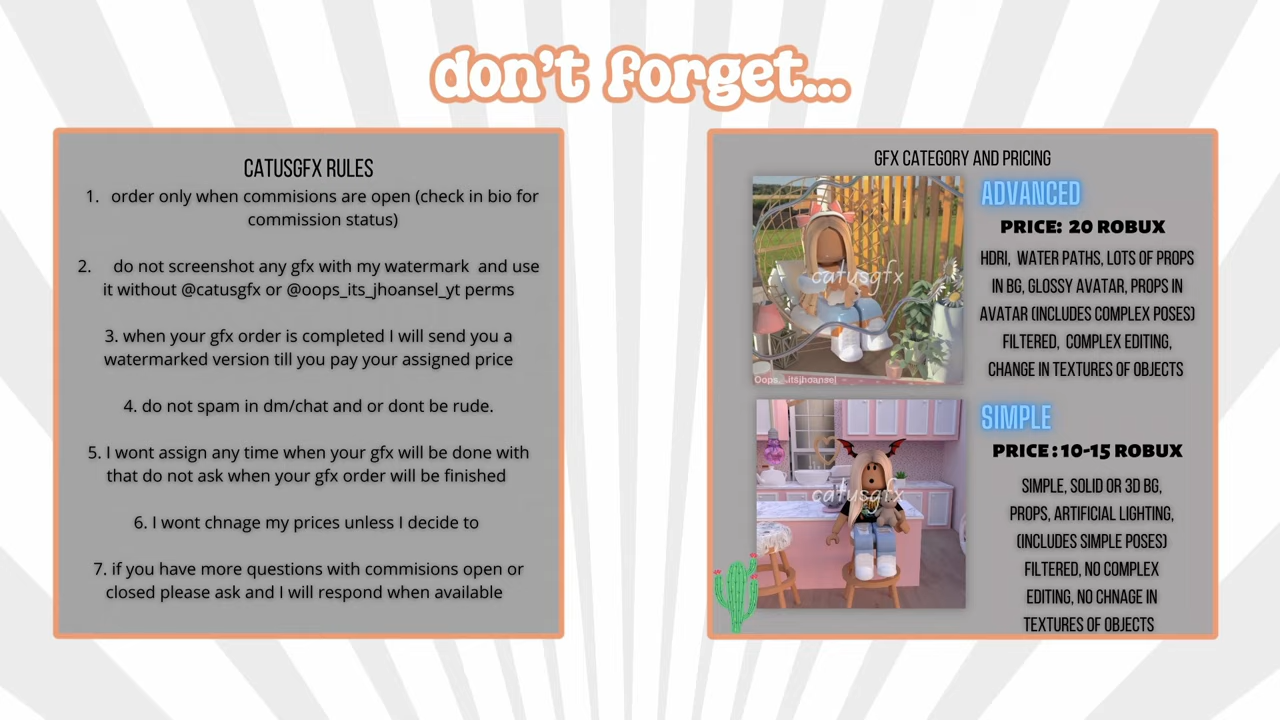 don't forget...
CATUSGFX RULES
1. order only when commisions are open (check in bio for
commission status)
2. do not screenshot any gfx with my watermark and use
it without @catusgfx or @oops_its_jhoansel_yt perms
3. when your gfx order is completed I will send you a
watermarked version till you pay your assigned price
4. do not spam in dm/chat and or dont be rude.
5. I wont assign any time when your gfx will be done with
that do not ask when your gfx order will be finished
6. I wont chnage my prices unless I decide to
7. if you have more questions with commisions open or
closed please ask and I will respond when available
GFX CATEGORY AND PRICING
catusgfx
Oops_-itsjhoansel
ADVANCED
PRICE: 20 ROBUX
HDRI, WATER PATHS, LOTS OF PROPS
IN BG, GLOSSY AVATAR, PROPS IN
AVATAR (INCLUDES COMPLEX POSES)
FILTERED, COMPLEX EDITING,
CHANGE IN TEXTURES OF OBJECTS
catusgfx
SIMPLE
PRICE : 10-15 ROBUX
SIMPLE, SOLID OR 3D BG,
PROPS, ARTIFICIAL LIGHTING,
(INCLUDES SIMPLE POSES)
FILTERED, NO COMPLEX
EDITING, NO CHNAGE IN
TEXTURES OF OBJECTS